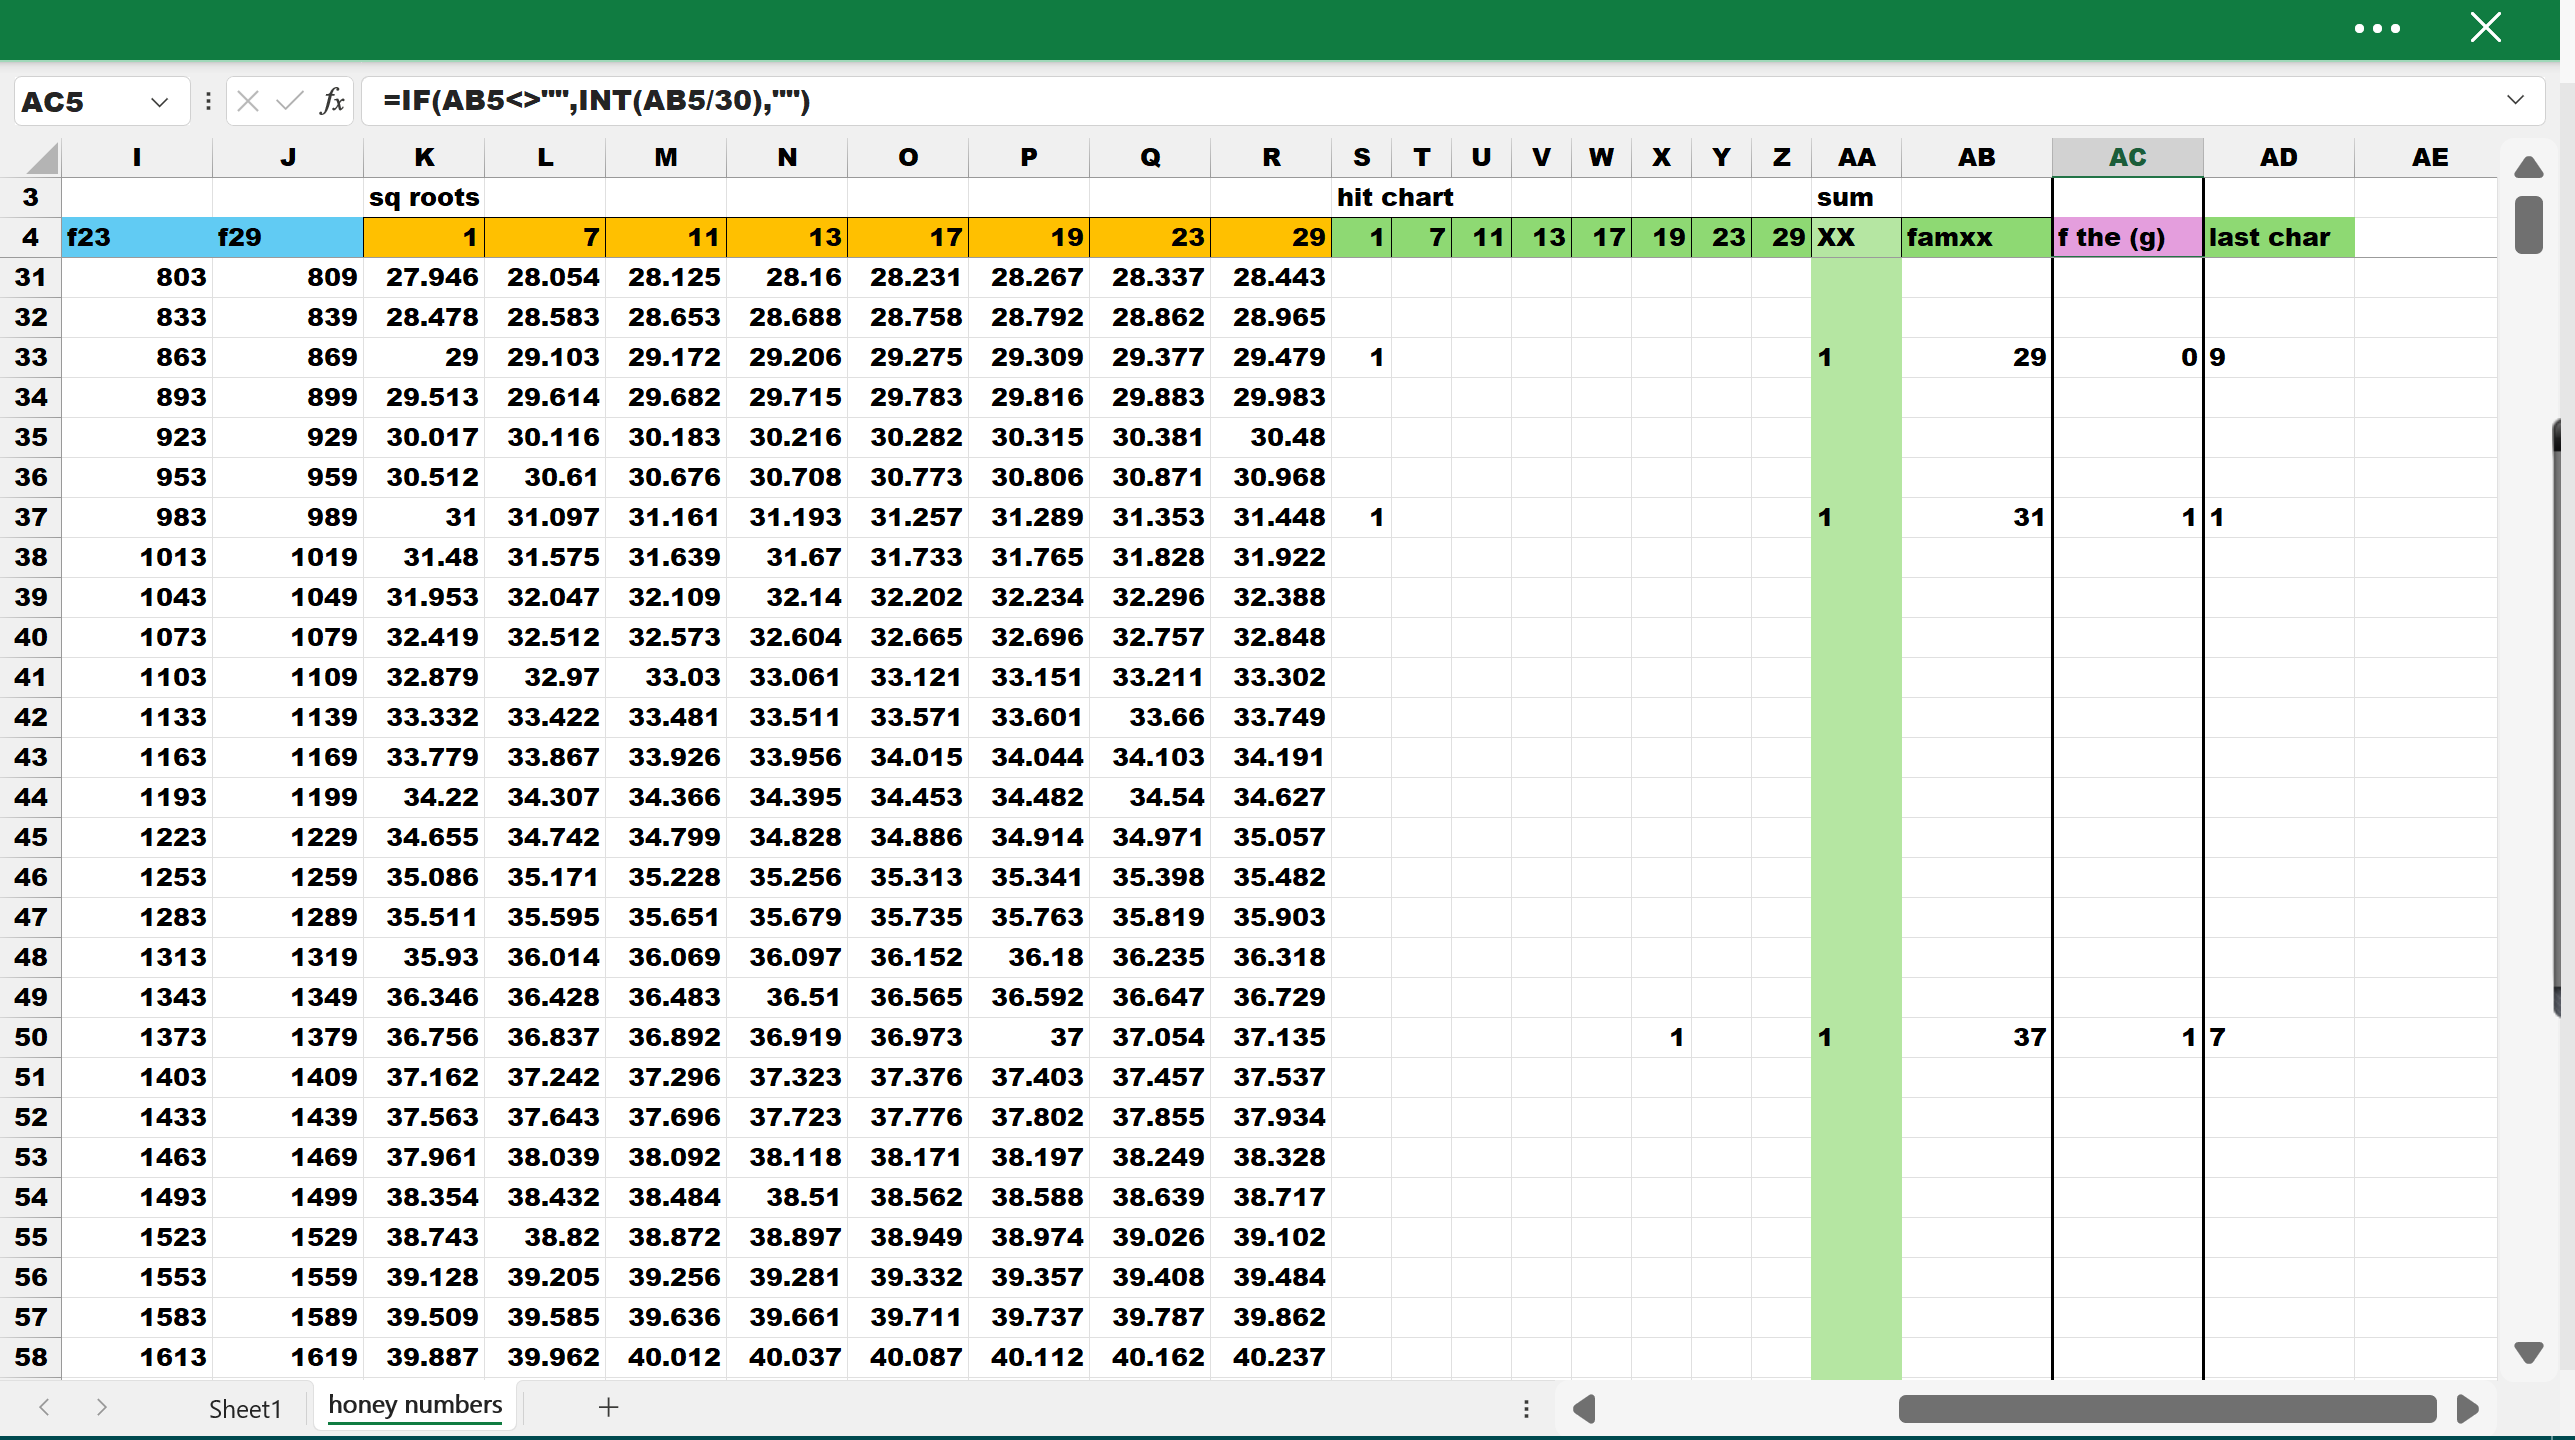 AC5 fx =IF(AB5<>"",INT(AB5/30),"")
I J K L M N O P Q R S T U V W X Y Z AA AB AC AD AE
3 sq roots hit chart sum
4 f23 f29 1 7 11 13 17 19 23 29 1 7 11 13 17 19 23 29 XX famxx f the (g) last char
31 803 809 27.946 28.054 28.125 28.16 28.231 28.267 28.337 28.443
32 833 839 28.478 28.583 28.653 28.688 28.758 28.792 28.862 28.965
33 863 869 29 29.103 29.172 29.206 29.275 29.309 29.377 29.479 1 1 29 0 9
34 893 899 29.513 29.614 29.682 29.715 29.783 29.816 29.883 29.983
35 923 929 30.017 30.116 30.183 30.216 30.282 30.315 30.381 30.48
36 953 959 30.512 30.61 30.676 30.708 30.773 30.806 30.871 30.968
37 983 989 31 31.097 31.161 31.193 31.257 31.289 31.353 31.448 1 1 31 1 1
38 1013 1019 31.48 31.575 31.639 31.67 31.733 31.765 31.828 31.922
39 1043 1049 31.953 32.047 32.109 32.14 32.202 32.234 32.296 32.388
40 1073 1079 32.419 32.512 32.573 32.604 32.665 32.696 32.757 32.848
41 1103 1109 32.879 32.97 33.03 33.061 33.121 33.151 33.211 33.302
42 1133 1139 33.332 33.422 33.481 33.511 33.571 33.601 33.66 33.749
43 1163 1169 33.779 33.867 33.926 33.956 34.015 34.044 34.103 34.191
44 1193 1199 34.22 34.307 34.366 34.395 34.453 34.482 34.54 34.627
45 1223 1229 34.655 34.742 34.799 34.828 34.886 34.914 34.971 35.057
46 1253 1259 35.086 35.171 35.228 35.256 35.313 35.341 35.398 35.482
47 1283 1289 35.511 35.595 35.651 35.679 35.735 35.763 35.819 35.903
48 1313 1319 35.93 36.014 36.069 36.097 36.152 36.18 36.235 36.318
49 1343 1349 36.346 36.428 36.483 36.51 36.565 36.592 36.647 36.729
50 1373 1379 36.756 36.837 36.892 36.919 36.973 37 37.054 37.135 1 1 37 1 7
51 1403 1409 37.162 37.242 37.296 37.323 37.376 37.403 37.457 37.537
52 1433 1439 37.563 37.643 37.696 37.723 37.776 37.802 37.855 37.934
53 1463 1469 37.961 38.039 38.092 38.118 38.171 38.197 38.249 38.328
54 1493 1499 38.354 38.432 38.484 38.51 38.562 38.588 38.639 38.717
55 1523 1529 38.743 38.82 38.872 38.897 38.949 38.974 39.026 39.102
56 1553 1559 39.128 39.205 39.256 39.281 39.332 39.357 39.408 39.484
57 1583 1589 39.509 39.585 39.636 39.661 39.711 39.737 39.787 39.862
58 1613 1619 39.887 39.962 40.012 40.037 40.087 40.112 40.162 40.237
Sheet1 honey numbers